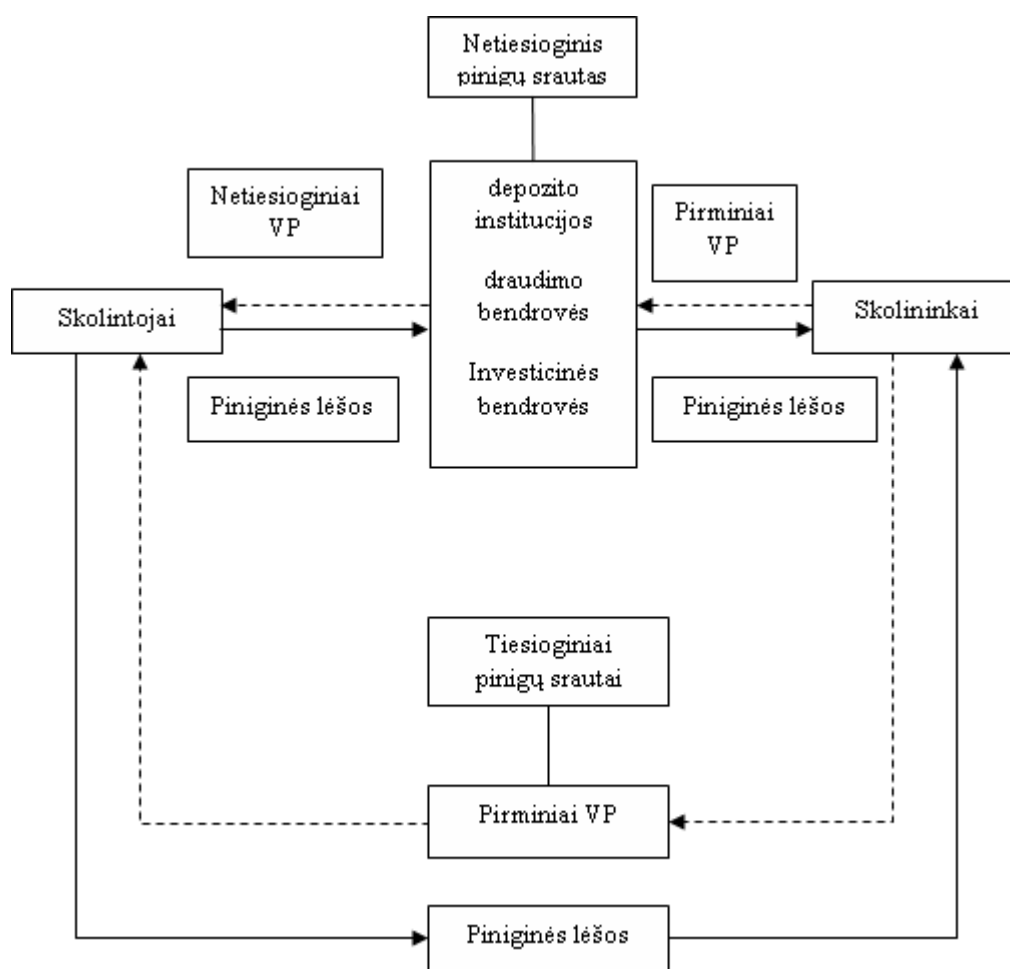 Netiesioginis
pinigų srautas
Netiesioginiai
VP
depozito
institucijos
draudimo
bendrovės
Investicinės
bendrovės
Pirminiai
VP
Skolintojai
Skolininkai
Piniginės lėšos
Piniginės lėšos
Tiesioginiai
pinigų srautai
Pirminiai VP
Piniginės lėšos